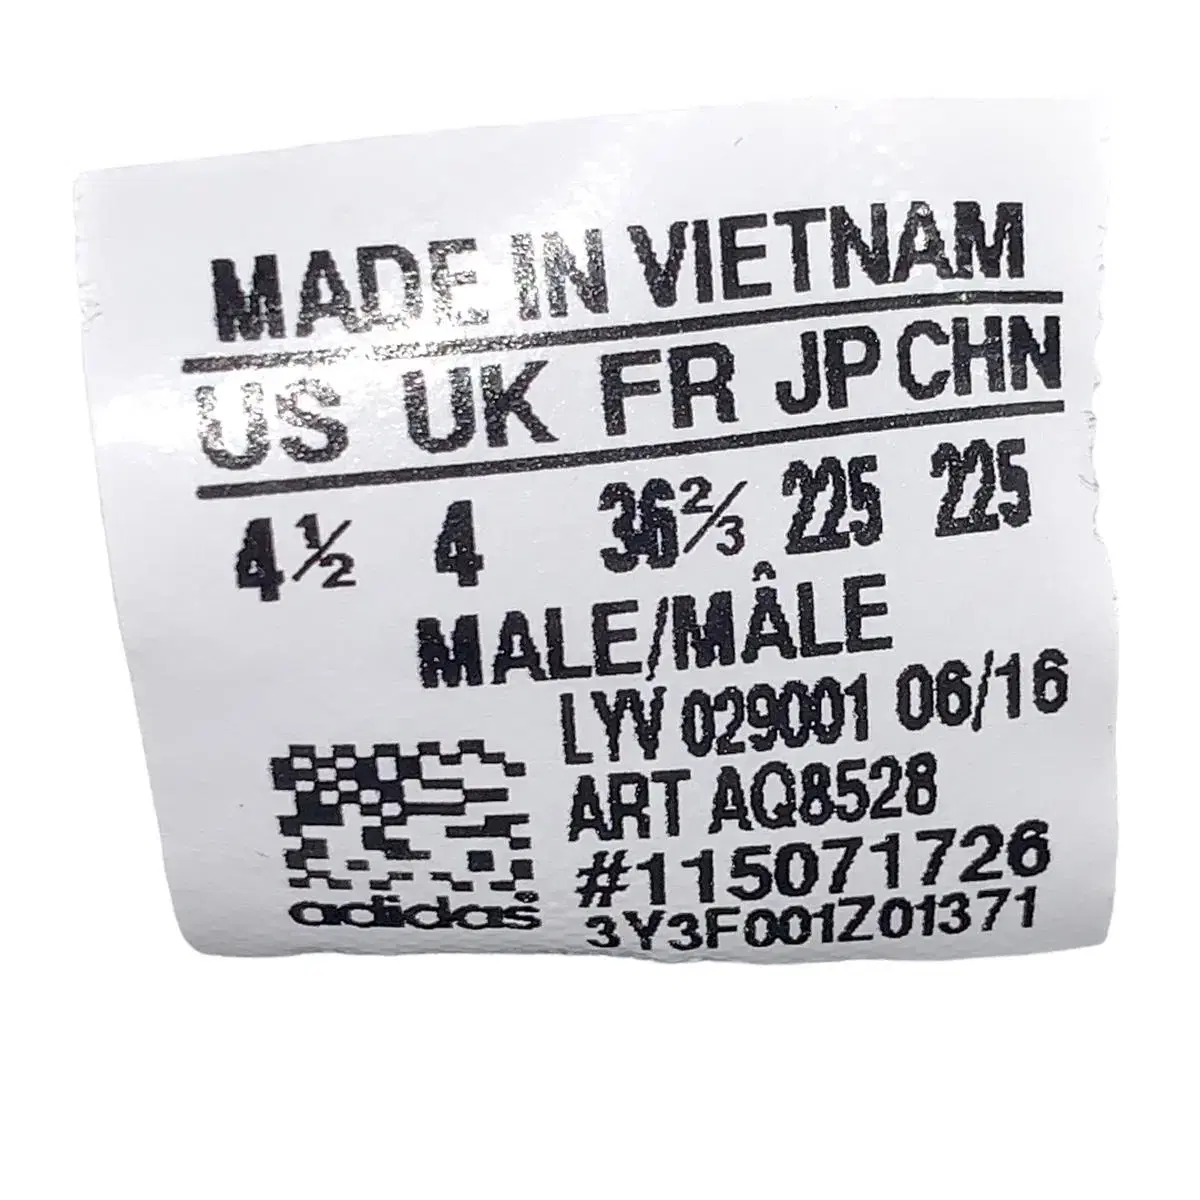 MADE IN VIETNAM
US UK FR JP CHN
4½ 4 36⅔ 225 225
MALE/MÂLE
LYV 029001 06/16
ART AQ8528
#115071726
adidas 3Y3F001Z01371